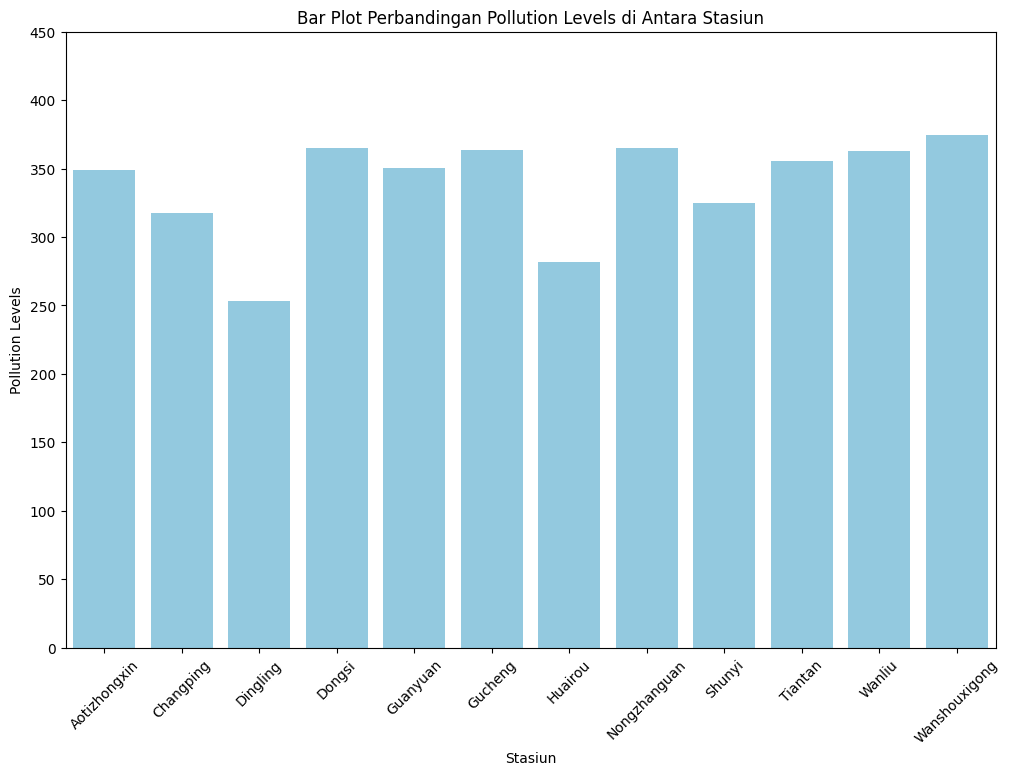 Bar Plot Perbandingan Pollution Levels di Antara Stasiun
450
400
350
300
250
200
150
100
50
0
Pollution Levels
Aotizhongxin
Changping
Dingling
Dongsi
Guanyuan
Gucheng
Huairou
Nongzhanguan
Shunyi
Tiantan
Wanliu
Wanshouxigong
Stasiun